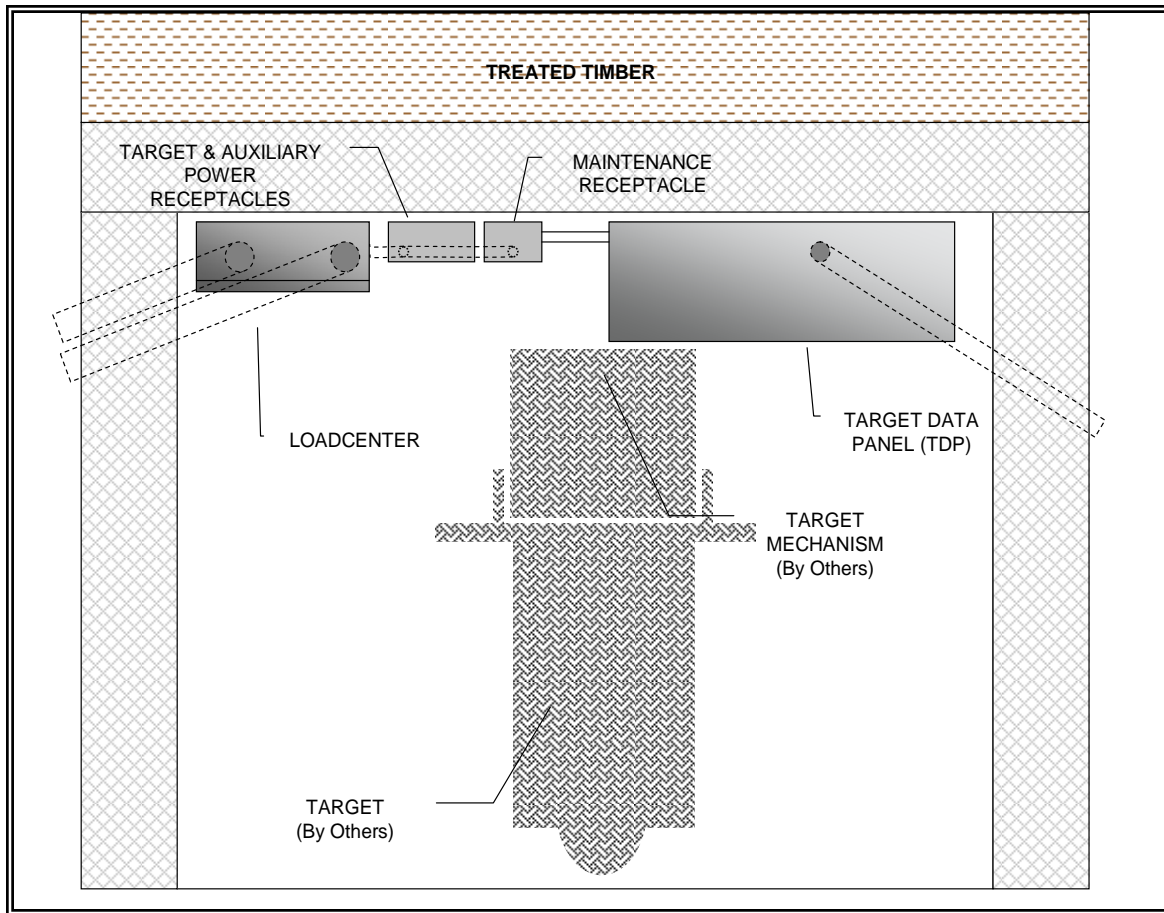 TREATED TIMBER
TARGET & AUXILIARY
POWER
RECEPTACLES
MAINTENANCE
RECEPTACLE
LOADCENTER
TARGET DATA
PANEL (TDP)
TARGET
MECHANISM
(By Others)
TARGET
(By Others)